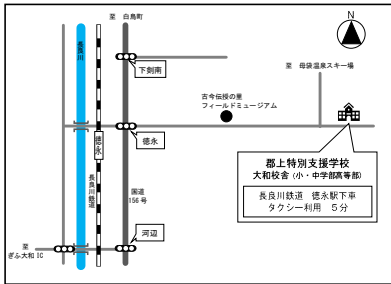 至 白鳥町
N
下剣南
長良川
至 母袋温泉スキー場
古今伝授の里
フィールドミュージアム
徳永
徳永
郡上特別支援学校
大和校舎（小・中学部高等部）
長良川鉄道 徳永駅下車
タクシー利用 5分
長良川鉄道
国道
156号
河辺
至
ぎふ大和IC